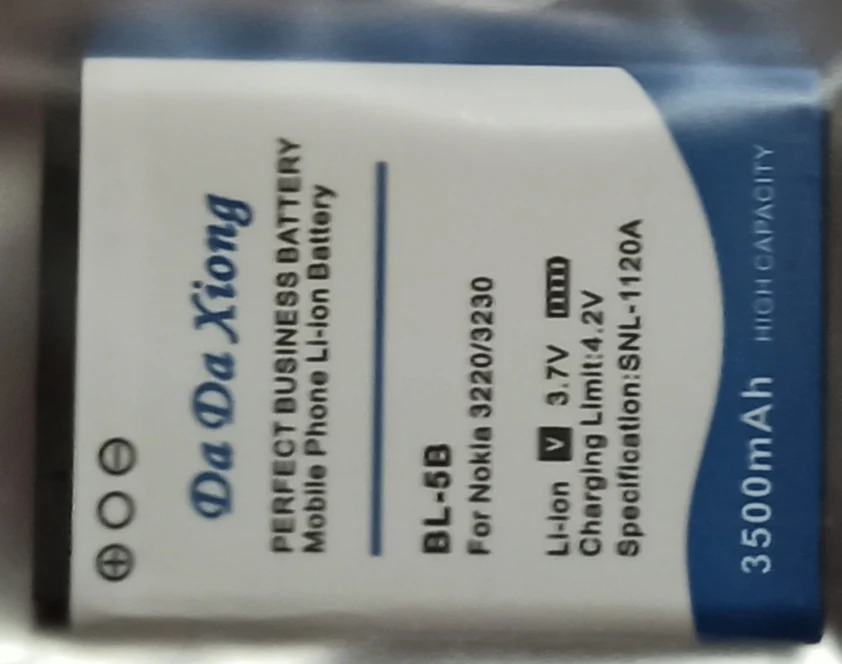 Da Da Xiong
PERFECT BUSINESS BATTERY
Mobile Phone Li-ion Battery
BL-5B
For Nokia 3220/3230
Li-ion V 3.7V
Charging Limit:4.2V
Specification:SNL-1120A
3500mAh HIGH CAPACITY